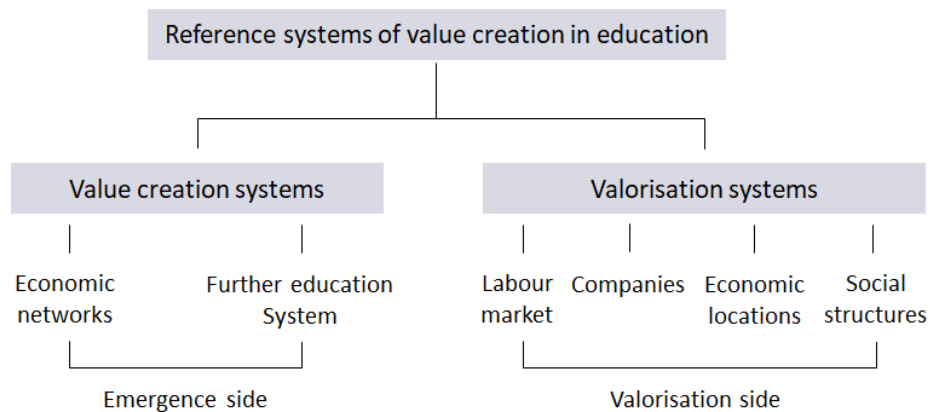 Reference systems of value creation in education
Value creation systems
Valorisation systems
Economic
networks
Further education
System
Labour
market
Companies
Economic
locations
Social
structures
Emergence side
Valorisation side